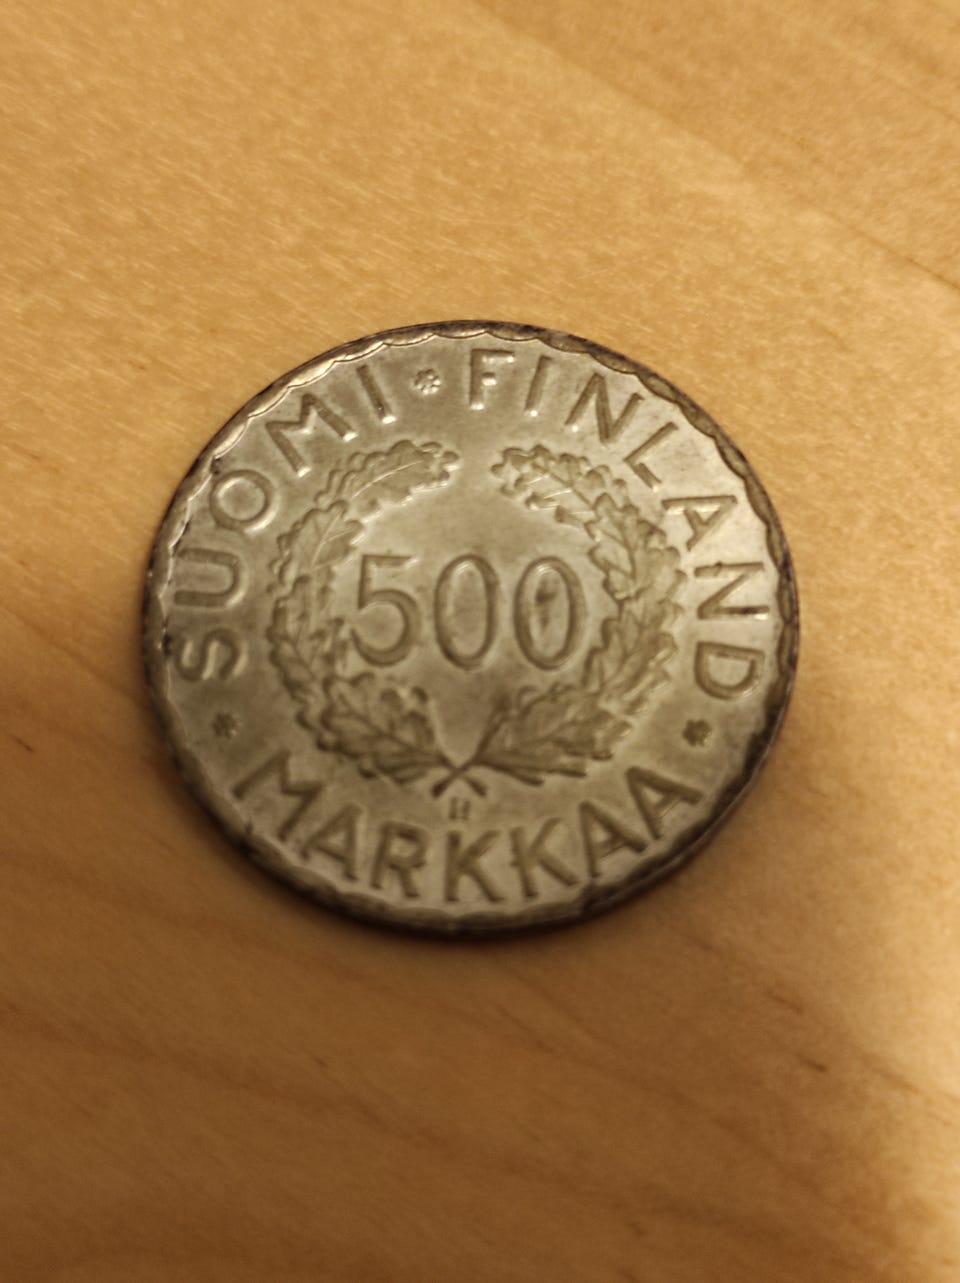 SUOMI * FINLAND
500
H
* MARKKAA *